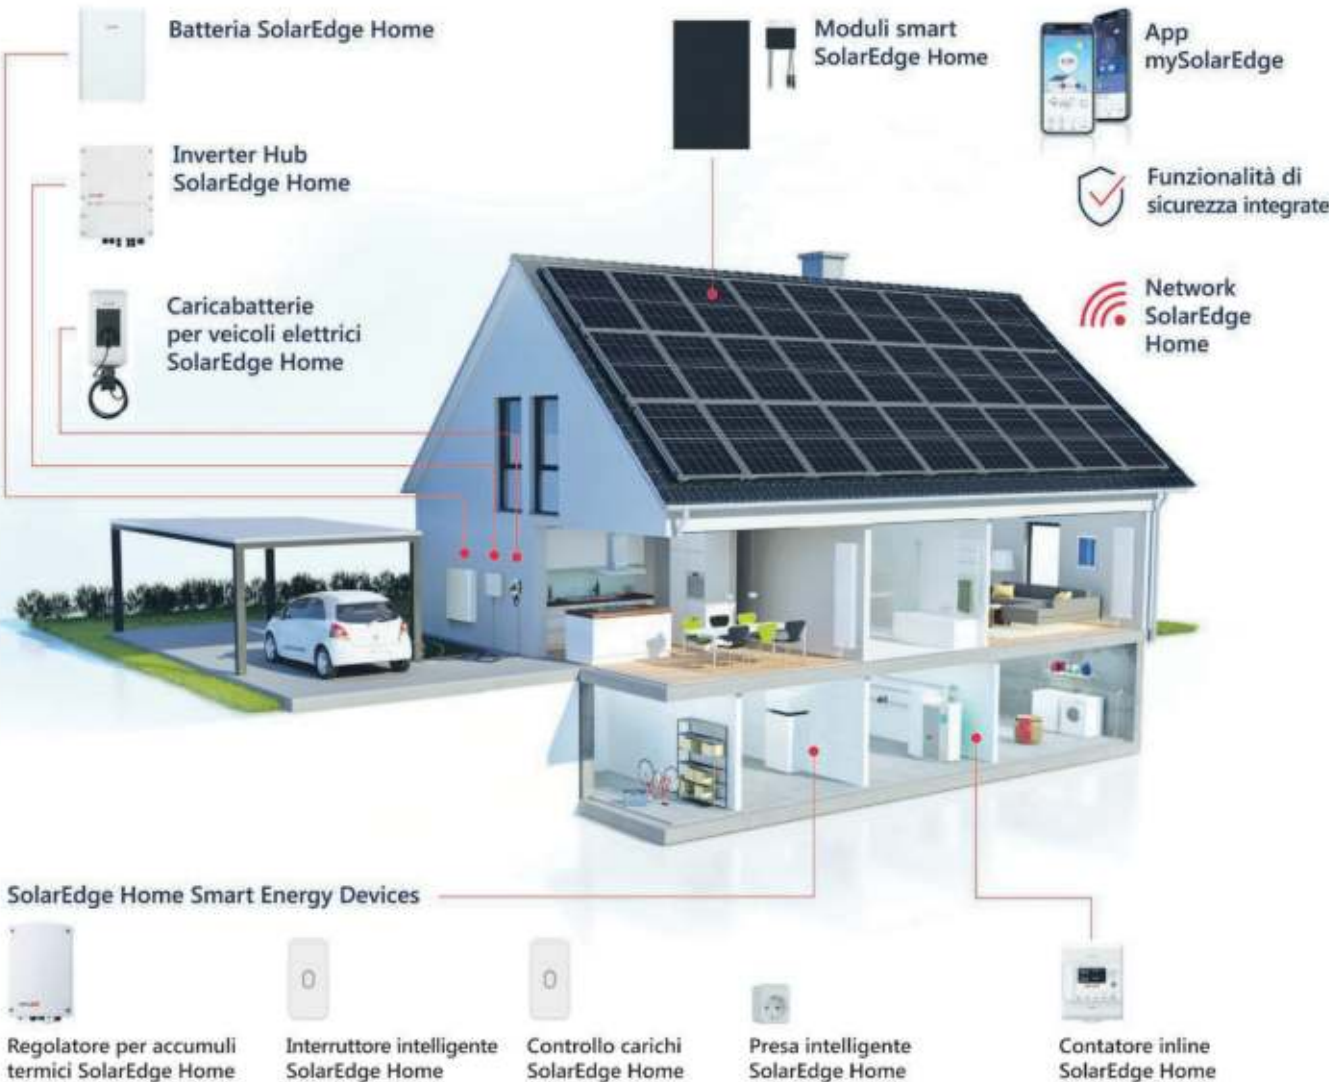 Batteria SolarEdge Home
Inverter Hub
SolarEdge Home
Caricabatterie
per veicoli elettrici
SolarEdge Home
Moduli smart
SolarEdge Home
App
mySolarEdge
Funzionalità di
sicurezza integrate
Network
SolarEdge
Home
SolarEdge Home Smart Energy Devices
Regolatore per accumuli
termici SolarEdge Home
Interruttore intelligente
SolarEdge Home
Controllo carichi
SolarEdge Home
Presa intelligente
SolarEdge Home
Contatore inline
SolarEdge Home